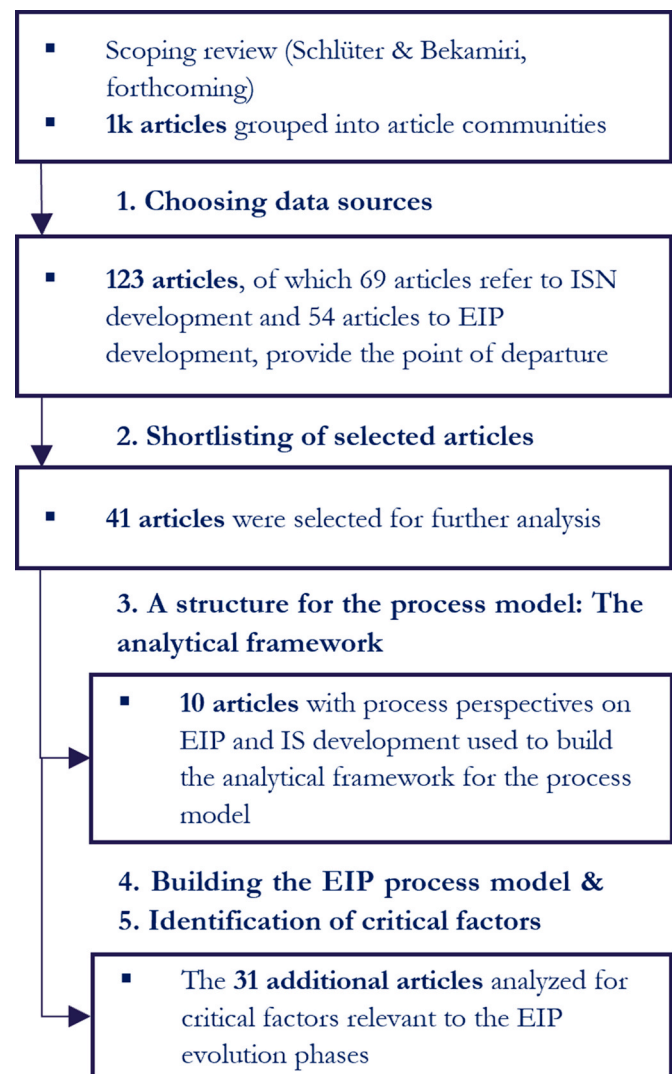 ▪ Scoping review (Schlüter & Bekamiri,
forthcoming)
▪ 1k articles grouped into article communities
1. Choosing data sources
▪ 123 articles, of which 69 articles refer to ISN
development and 54 articles to EIP
development, provide the point of departure
2. Shortlisting of selected articles
▪ 41 articles were selected for further analysis
3. A structure for the process model: The
analytical framework
▪ 10 articles with process perspectives on
EIP and IS development used to build
the analytical framework for the process
model
4. Building the EIP process model &
5. Identification of critical factors
▪ The 31 additional articles analyzed for
critical factors relevant to the EIP
evolution phases